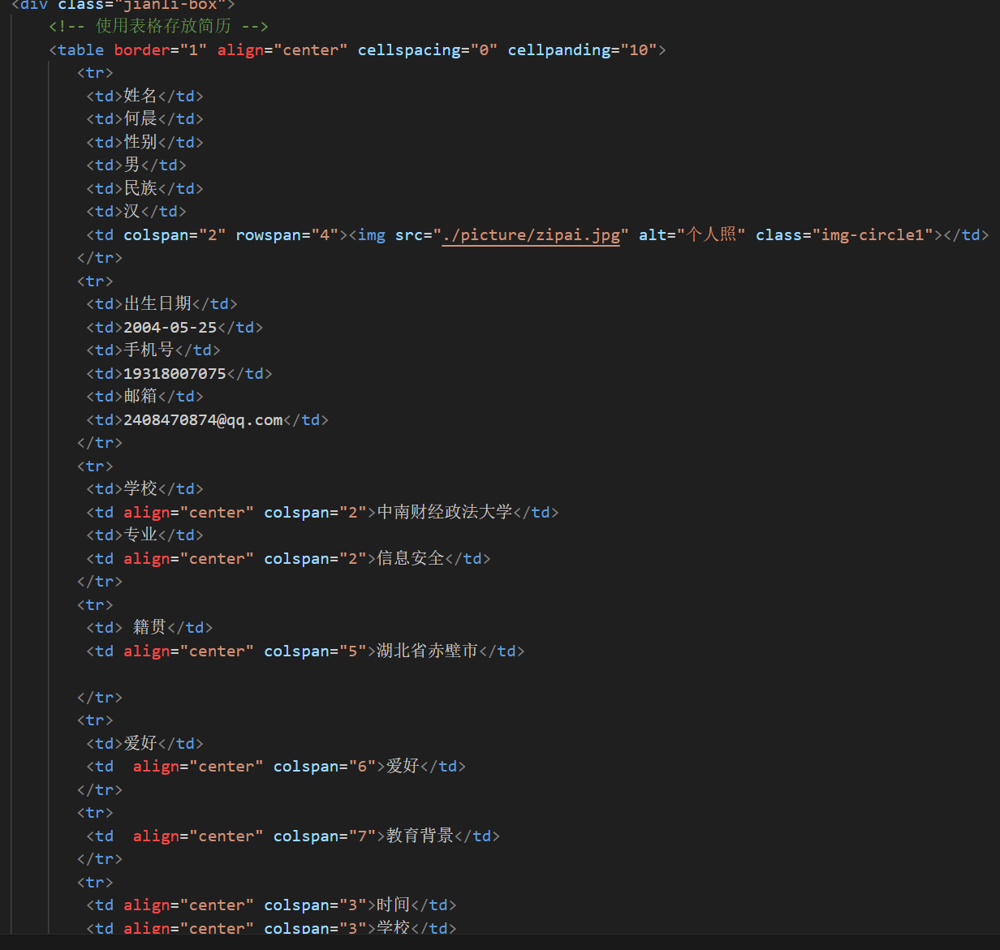 <div class="jianli-box">
<!-- 使用表格存放简历 -->
<table border="1" align="center" cellspacing="0" cellpanding="10">
<tr>
<td>姓名</td>
<td>何晨</td>
<td>性别</td>
<td>男</td>
<td>民族</td>
<td>汉</td>
<td colspan="2" rowspan="4"><img src="./picture/zipai.jpg" alt="个人照" class="img-circle1"></td>
</tr>
<tr>
<td>出生日期</td>
<td>2004-05-25</td>
<td>手机号</td>
<td>19318007075</td>
<td>邮箱</td>
<td>2408470874@qq.com</td>
</tr>
<tr>
<td>学校</td>
<td align="center" colspan="2">中南财经政法大学</td>
<td>专业</td>
<td align="center" colspan="2">信息安全</td>
</tr>
<tr>
<td> 籍贯</td>
<td align="center" colspan="5">湖北省赤壁市</td>
</tr>
<tr>
<td>爱好</td>
<td  align="center" colspan="6">爱好</td>
</tr>
<tr>
<td  align="center" colspan="7">教育背景</td>
</tr>
<tr>
<td align="center" colspan="3">时间</td>
<td align="center" colspan="3">学校</td>